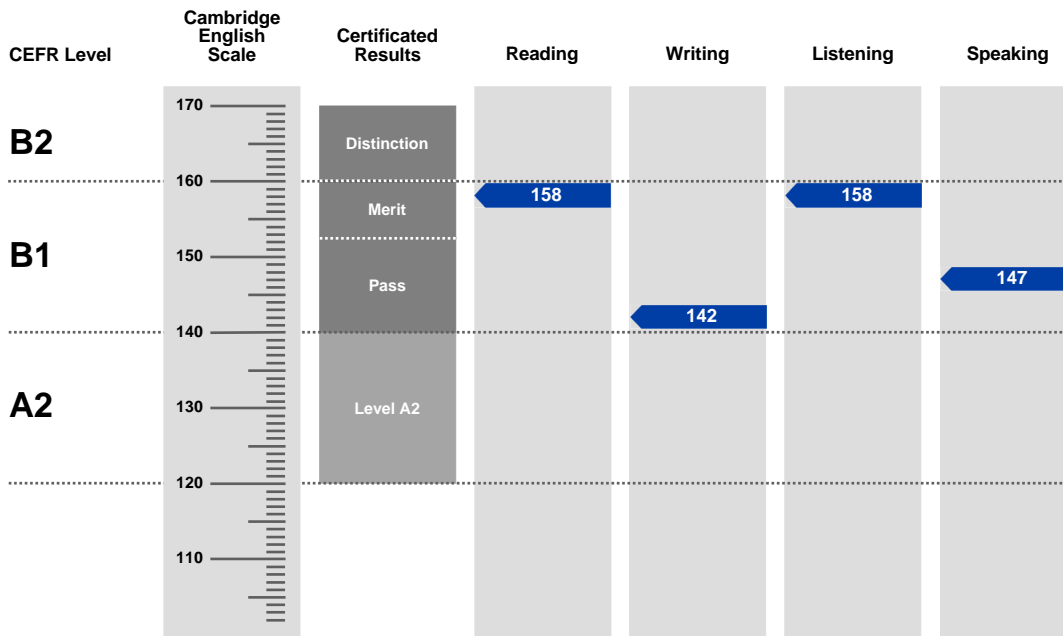 CEFR Level
Cambridge
English
Scale
Certificated
Results
Reading
Writing
Listening
Speaking
170
B2
Distinction
160
158
158
Merit
B1
150
147
Pass
142
140
A2
130
Level A2
120
110